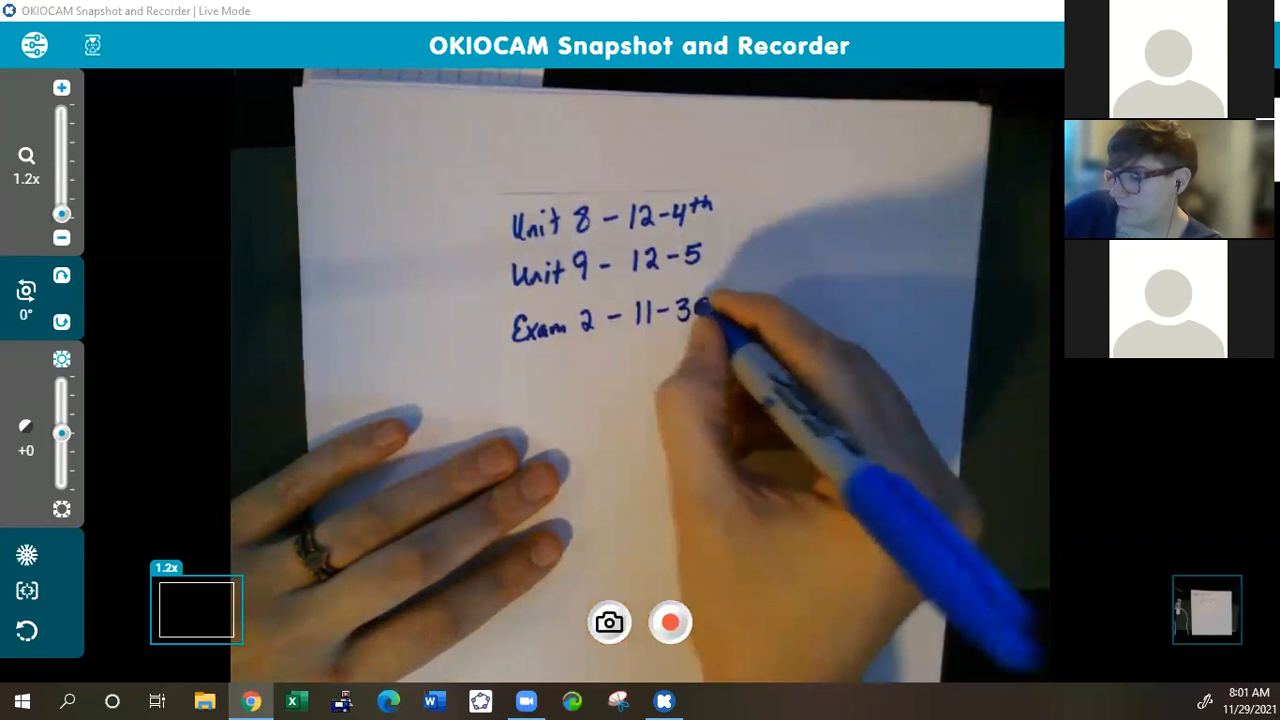 OKIOCAM Snapshot and Recorder | Live Mode
OKIOCAM Snapshot and Recorder
1.2x
0°
+0
Unit 8 - 12-4th
Unit 9 - 12-5
Exam 2 - 11-3
1.2x
8:01 AM
11/29/2021